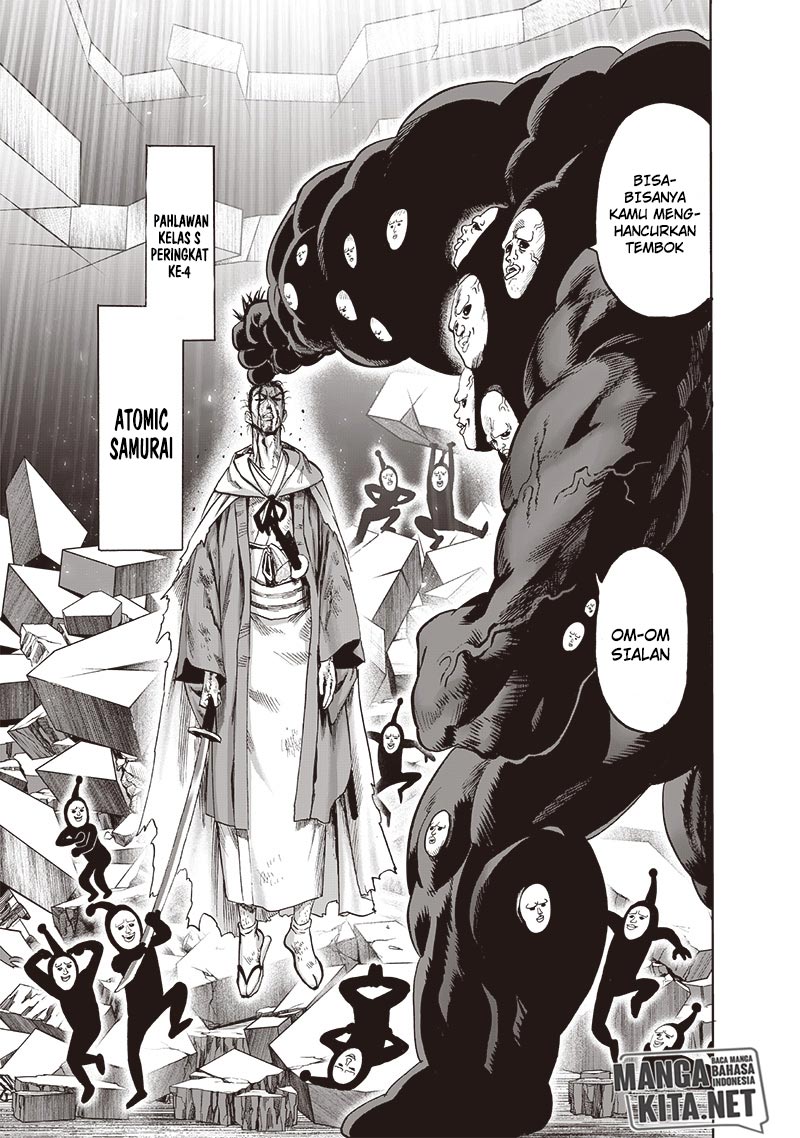 BISA-
BISANYA
KAMU MENG-
HANCURKAN
TEMBOK
PAHLAWAN
KELAS S
PERINGKAT
KE-4
ATOMIC
SAMURAI
OM-OM
SIALAN
MANGA
KITA.NET
BACA MANGA
BAHASA
INDONESIA